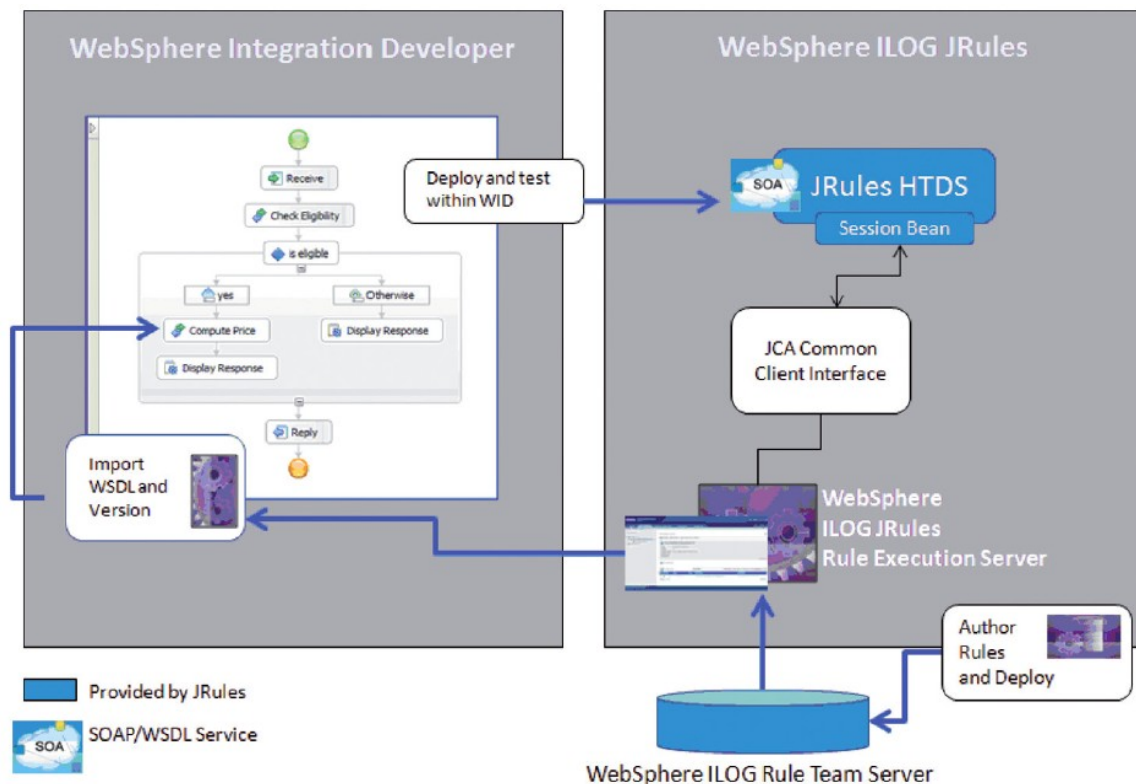 WebSphere Integration Developer
Receive
Check Eligibility
is eligible
yes
Otherwise
Compute Price
Display Response
Display Response
Reply
Import
WSDL and
Version
Deploy and test
within WID
WebSphere ILOG JRules
SOA
JRules HTDS
Session Bean
JCA Common
Client Interface
WebSphere
ILOG JRules
Rule Execution Server
Author
Rules
and Deploy
Provided by JRules
SOA
SOAP/WSDL Service
WebSphere ILOG Rule Team Server